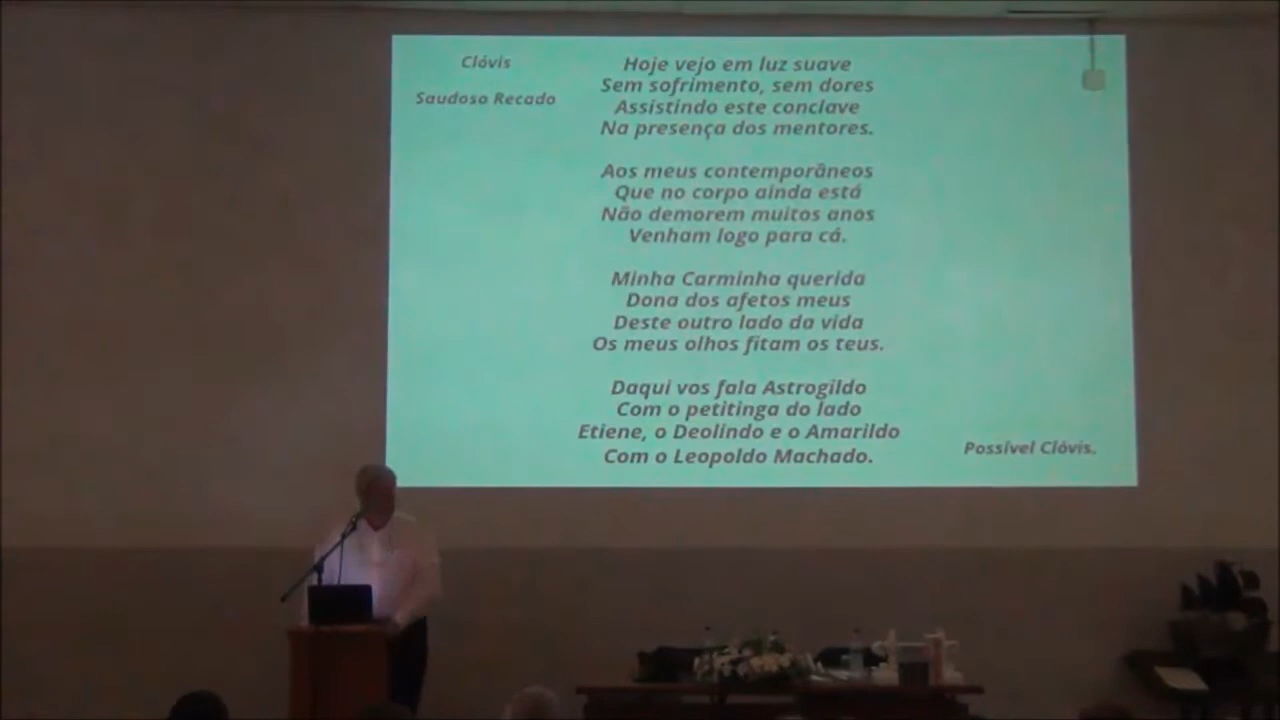 Clóvis
Saudoso Recado
Hoje vejo em luz suave
Sem sofrimento, sem dores
Assistindo este conclave
Na presença dos mentores.
Aos meus contemporâneos
Que no corpo ainda está
Não demorem muitos anos
Venham logo para cá.
Minha Carminha querida
Dona dos afetos meus
Deste outro lado da vida
Os meus olhos fitam os teus.
Daqui vos fala Astrogildo
Com o petitinga do lado
Etiene, o Deolindo e o Amarildo
Com o Leopoldo Machado.
Possível Clóvis.